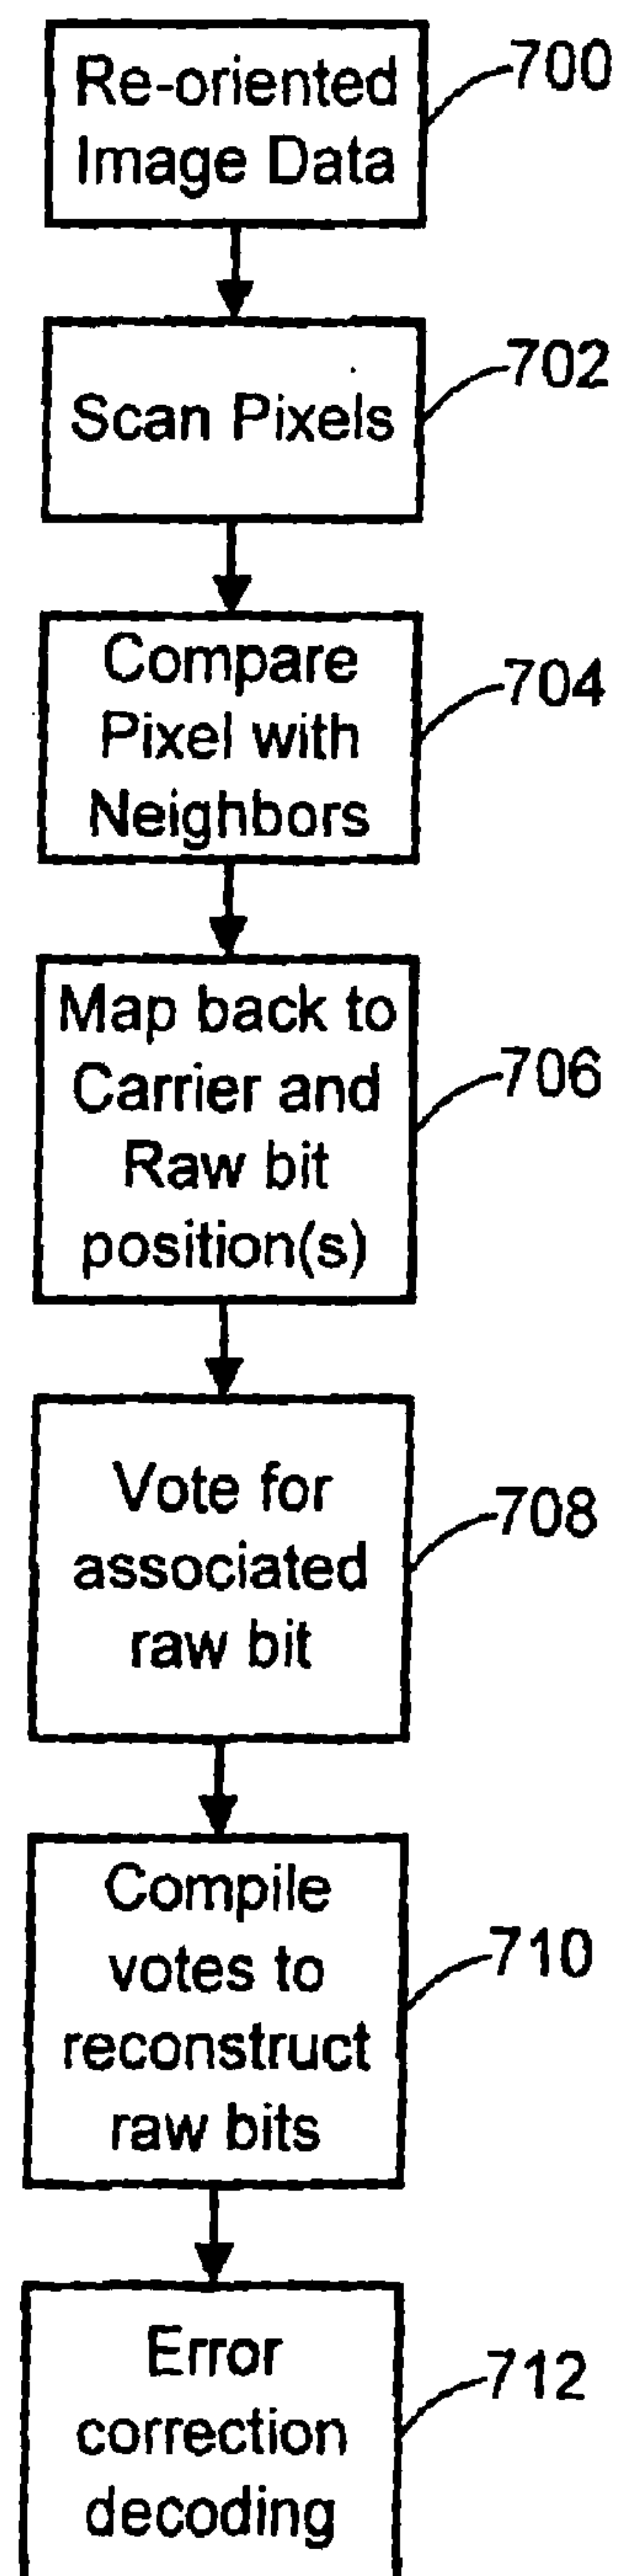 Re-oriented
Image Data
700
Scan Pixels
702
Compare
Pixel with
Neighbors
704
Map back to
Carrier and
Raw bit
position(s)
706
Vote for
associated
raw bit
708
Compile
votes to
reconstruct
raw bits
710
Error
correction
decoding
712